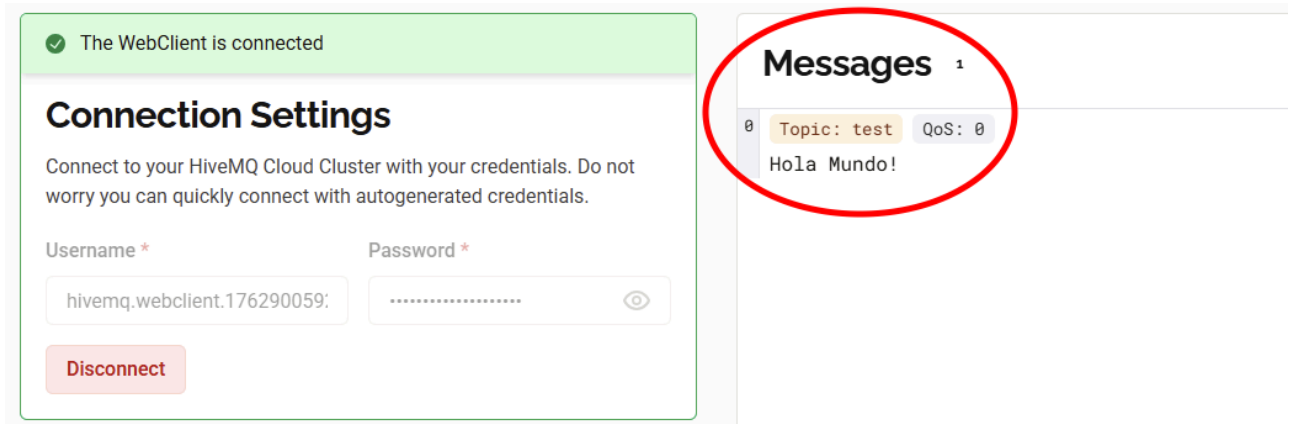 The WebClient is connected
Connection Settings
Connect to your HiveMQ Cloud Cluster with your credentials. Do not
worry you can quickly connect with autogenerated credentials.
Username *
Password *
hivemq.webclient.176290059
••••••••••••••••••••
Disconnect
Messages 1
0
Topic: test QoS: 0
Hola Mundo!